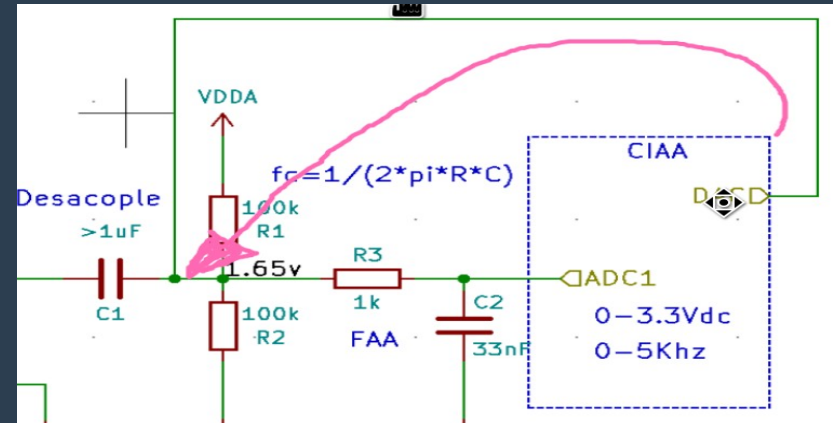 VDDA
CIAA
fc=1/(2*pi*R*C)
Desacople
>1uF
100k
R1
1.65v
R3
ADC1
C1
100k
R2
1k
C2
FAA
33nF
0-3.3Vdc
0-5Khz